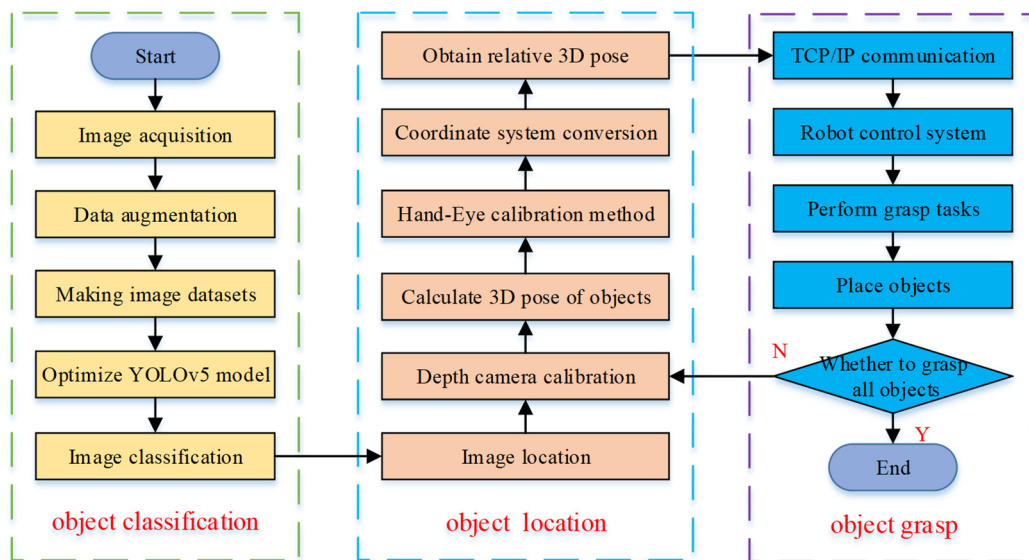 Start
Image acquisition
Data augmentation
Making image datasets
Optimize YOLOv5 model
Image classification
object classification
Obtain relative 3D pose
Coordinate system conversion
Hand-Eye calibration method
Calculate 3D pose of objects
Depth camera calibration
Image location
object location
TCP/IP communication
Robot control system
Perform grasp tasks
Place objects
N
Whether to grasp
all objects
Y
End
object grasp